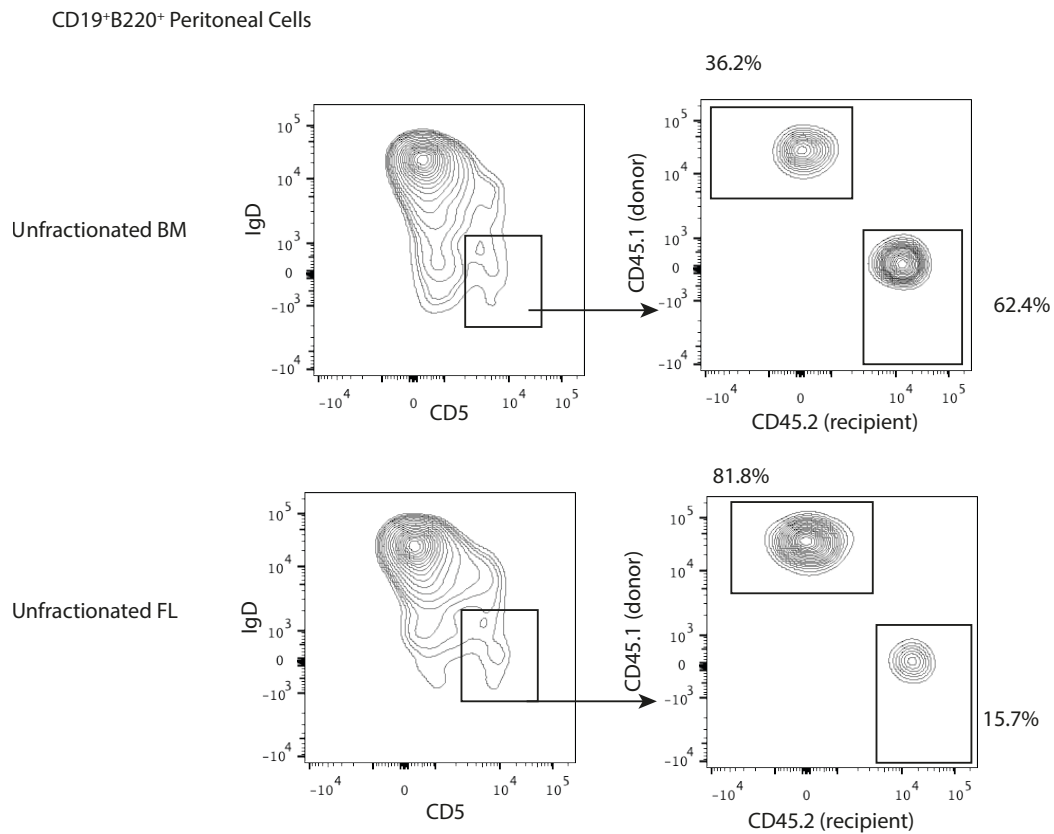 CD19⁺B220⁺ Peritoneal Cells
36.2%
Unfractionated BM
IgD
10⁵
10⁴
10³
0
-10³
-10⁴
-10⁴ 0 10⁴ 10⁵
CD5
CD45.1 (donor)
10⁵
10⁴
10³
0
-10³
-10⁴
-10⁴ 0 10⁴ 10⁵
CD45.2 (recipient)
62.4%
81.8%
Unfractionated FL
IgD
10⁵
10⁴
10³
0
-10³
-10⁴
-10⁴ 0 10⁴ 10⁵
CD5
CD45.1 (donor)
10⁵
10⁴
10³
0
-10³
-10⁴
-10⁴ 0 10⁴ 10⁵
CD45.2 (recipient)
15.7%